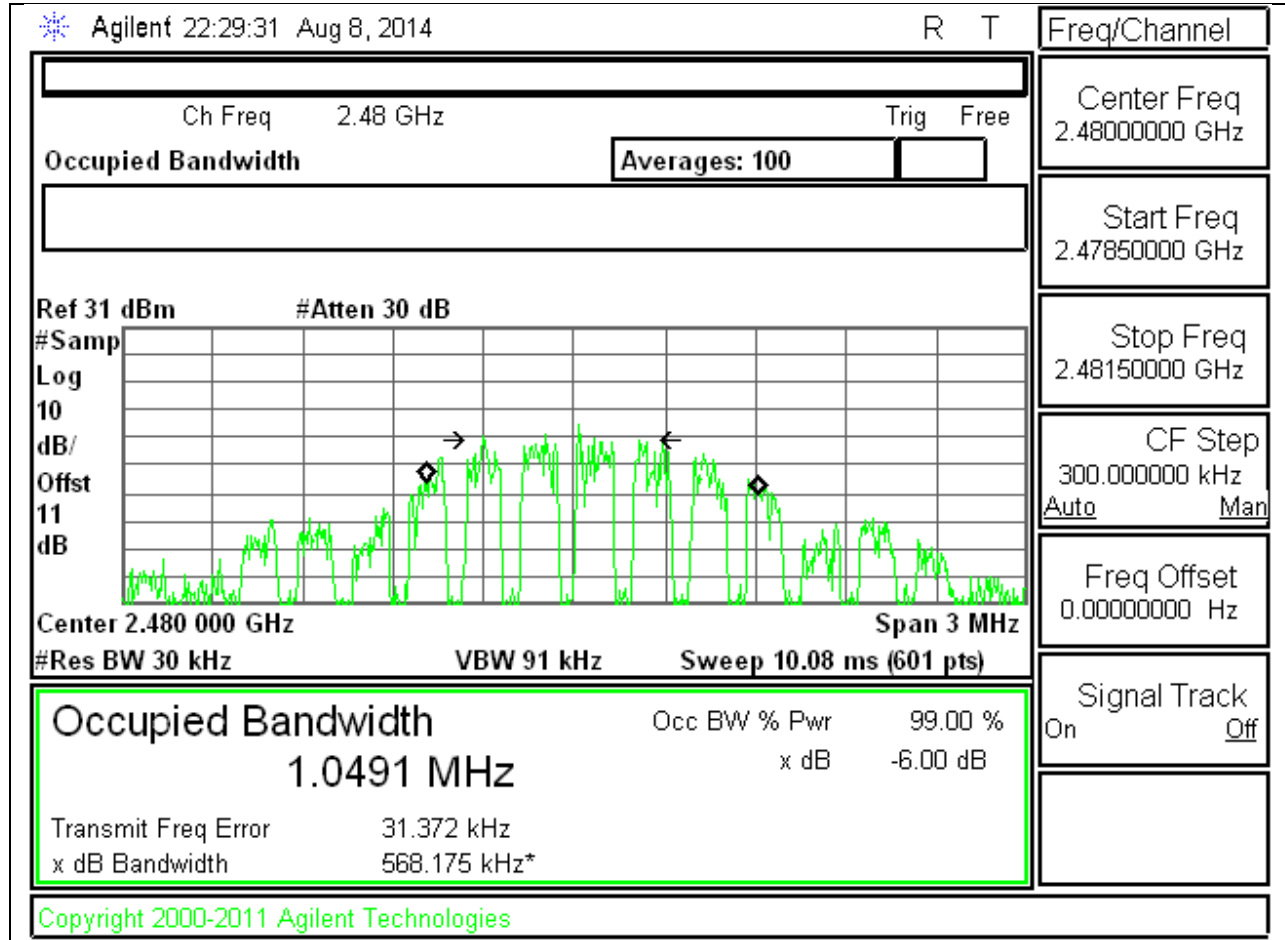 Agilent 22:29:31 Aug 8, 2014 R T
Freq/Channel
Ch Freq 2.48 GHz Trig Free
Occupied Bandwidth Averages: 100
Ref 31 dBm #Atten 30 dB
#Samp
Log
10
dB/
Offst
11
dB
Center 2.480 000 GHz Span 3 MHz
#Res BW 30 kHz VBW 91 kHz Sweep 10.08 ms (601 pts)
Occupied Bandwidth Occ BW % Pwr 99.00 %
1.0491 MHz x dB -6.00 dB
Transmit Freq Error 31.372 kHz
x dB Bandwidth 568.175 kHz*
Copyright 2000-2011 Agilent Technologies
Center Freq
2.48000000 GHz
Start Freq
2.47850000 GHz
Stop Freq
2.48150000 GHz
CF Step
300.000000 kHz
Auto Man
Freq Offset
0.00000000 Hz
Signal Track
On Off